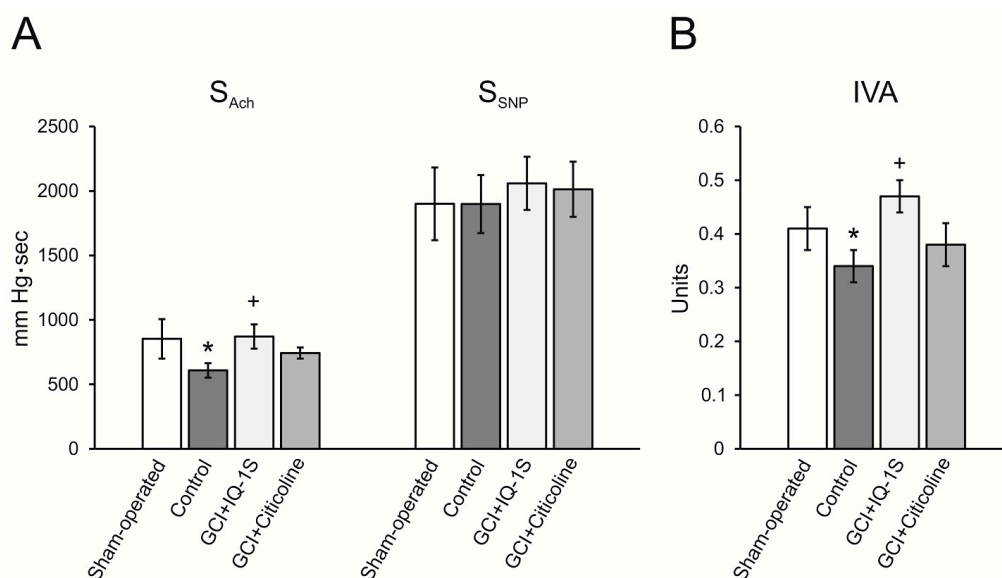 A
B
S_Ach
S_SNP
IVA
mm Hg·sec
2500
2000
1500
1000
500
0
+
*
Sham-operated
Control
GCI+IQ-1S
GCI+Citicoline
Sham-operated
Control
GCI+IQ-1S
GCI+Citicoline
Units
0.6
0.5
0.4
0.3
0.2
0.1
0
+
*
Sham-operated
Control
GCI+IQ-1S
GCI+Citicoline